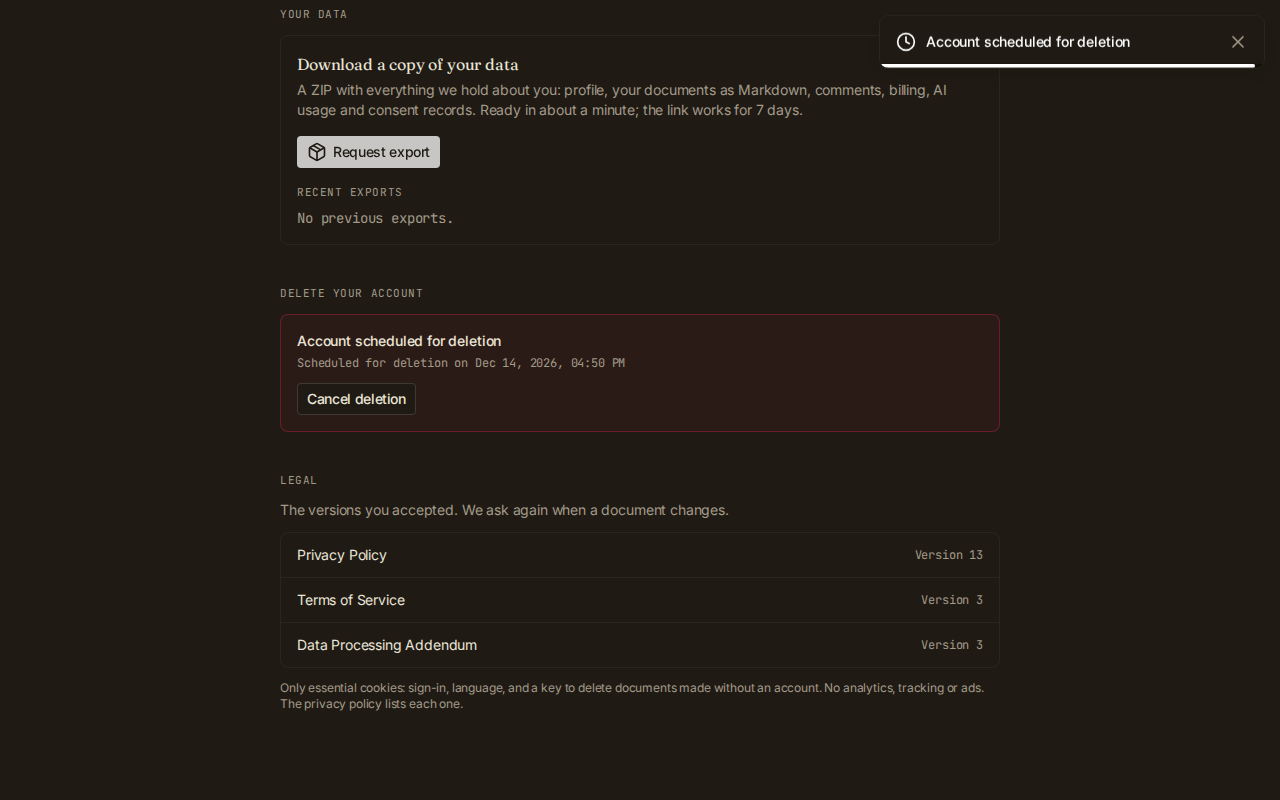 YOUR DATA
Account scheduled for deletion
Download a copy of your data
A ZIP with everything we hold about you: profile, your documents as Markdown, comments, billing, AI
usage and consent records. Ready in about a minute; the link works for 7 days.
Request export
RECENT EXPORTS
No previous exports.
DELETE YOUR ACCOUNT
Account scheduled for deletion
Scheduled for deletion on Dec 14, 2026, 04:50 PM
Cancel deletion
LEGAL
The versions you accepted. We ask again when a document changes.
Privacy Policy Version 13
Terms of Service Version 3
Data Processing Addendum Version 3
Only essential cookies: sign-in, language, and a key to delete documents made without an account. No analytics, tracking or ads.
The privacy policy lists each one.